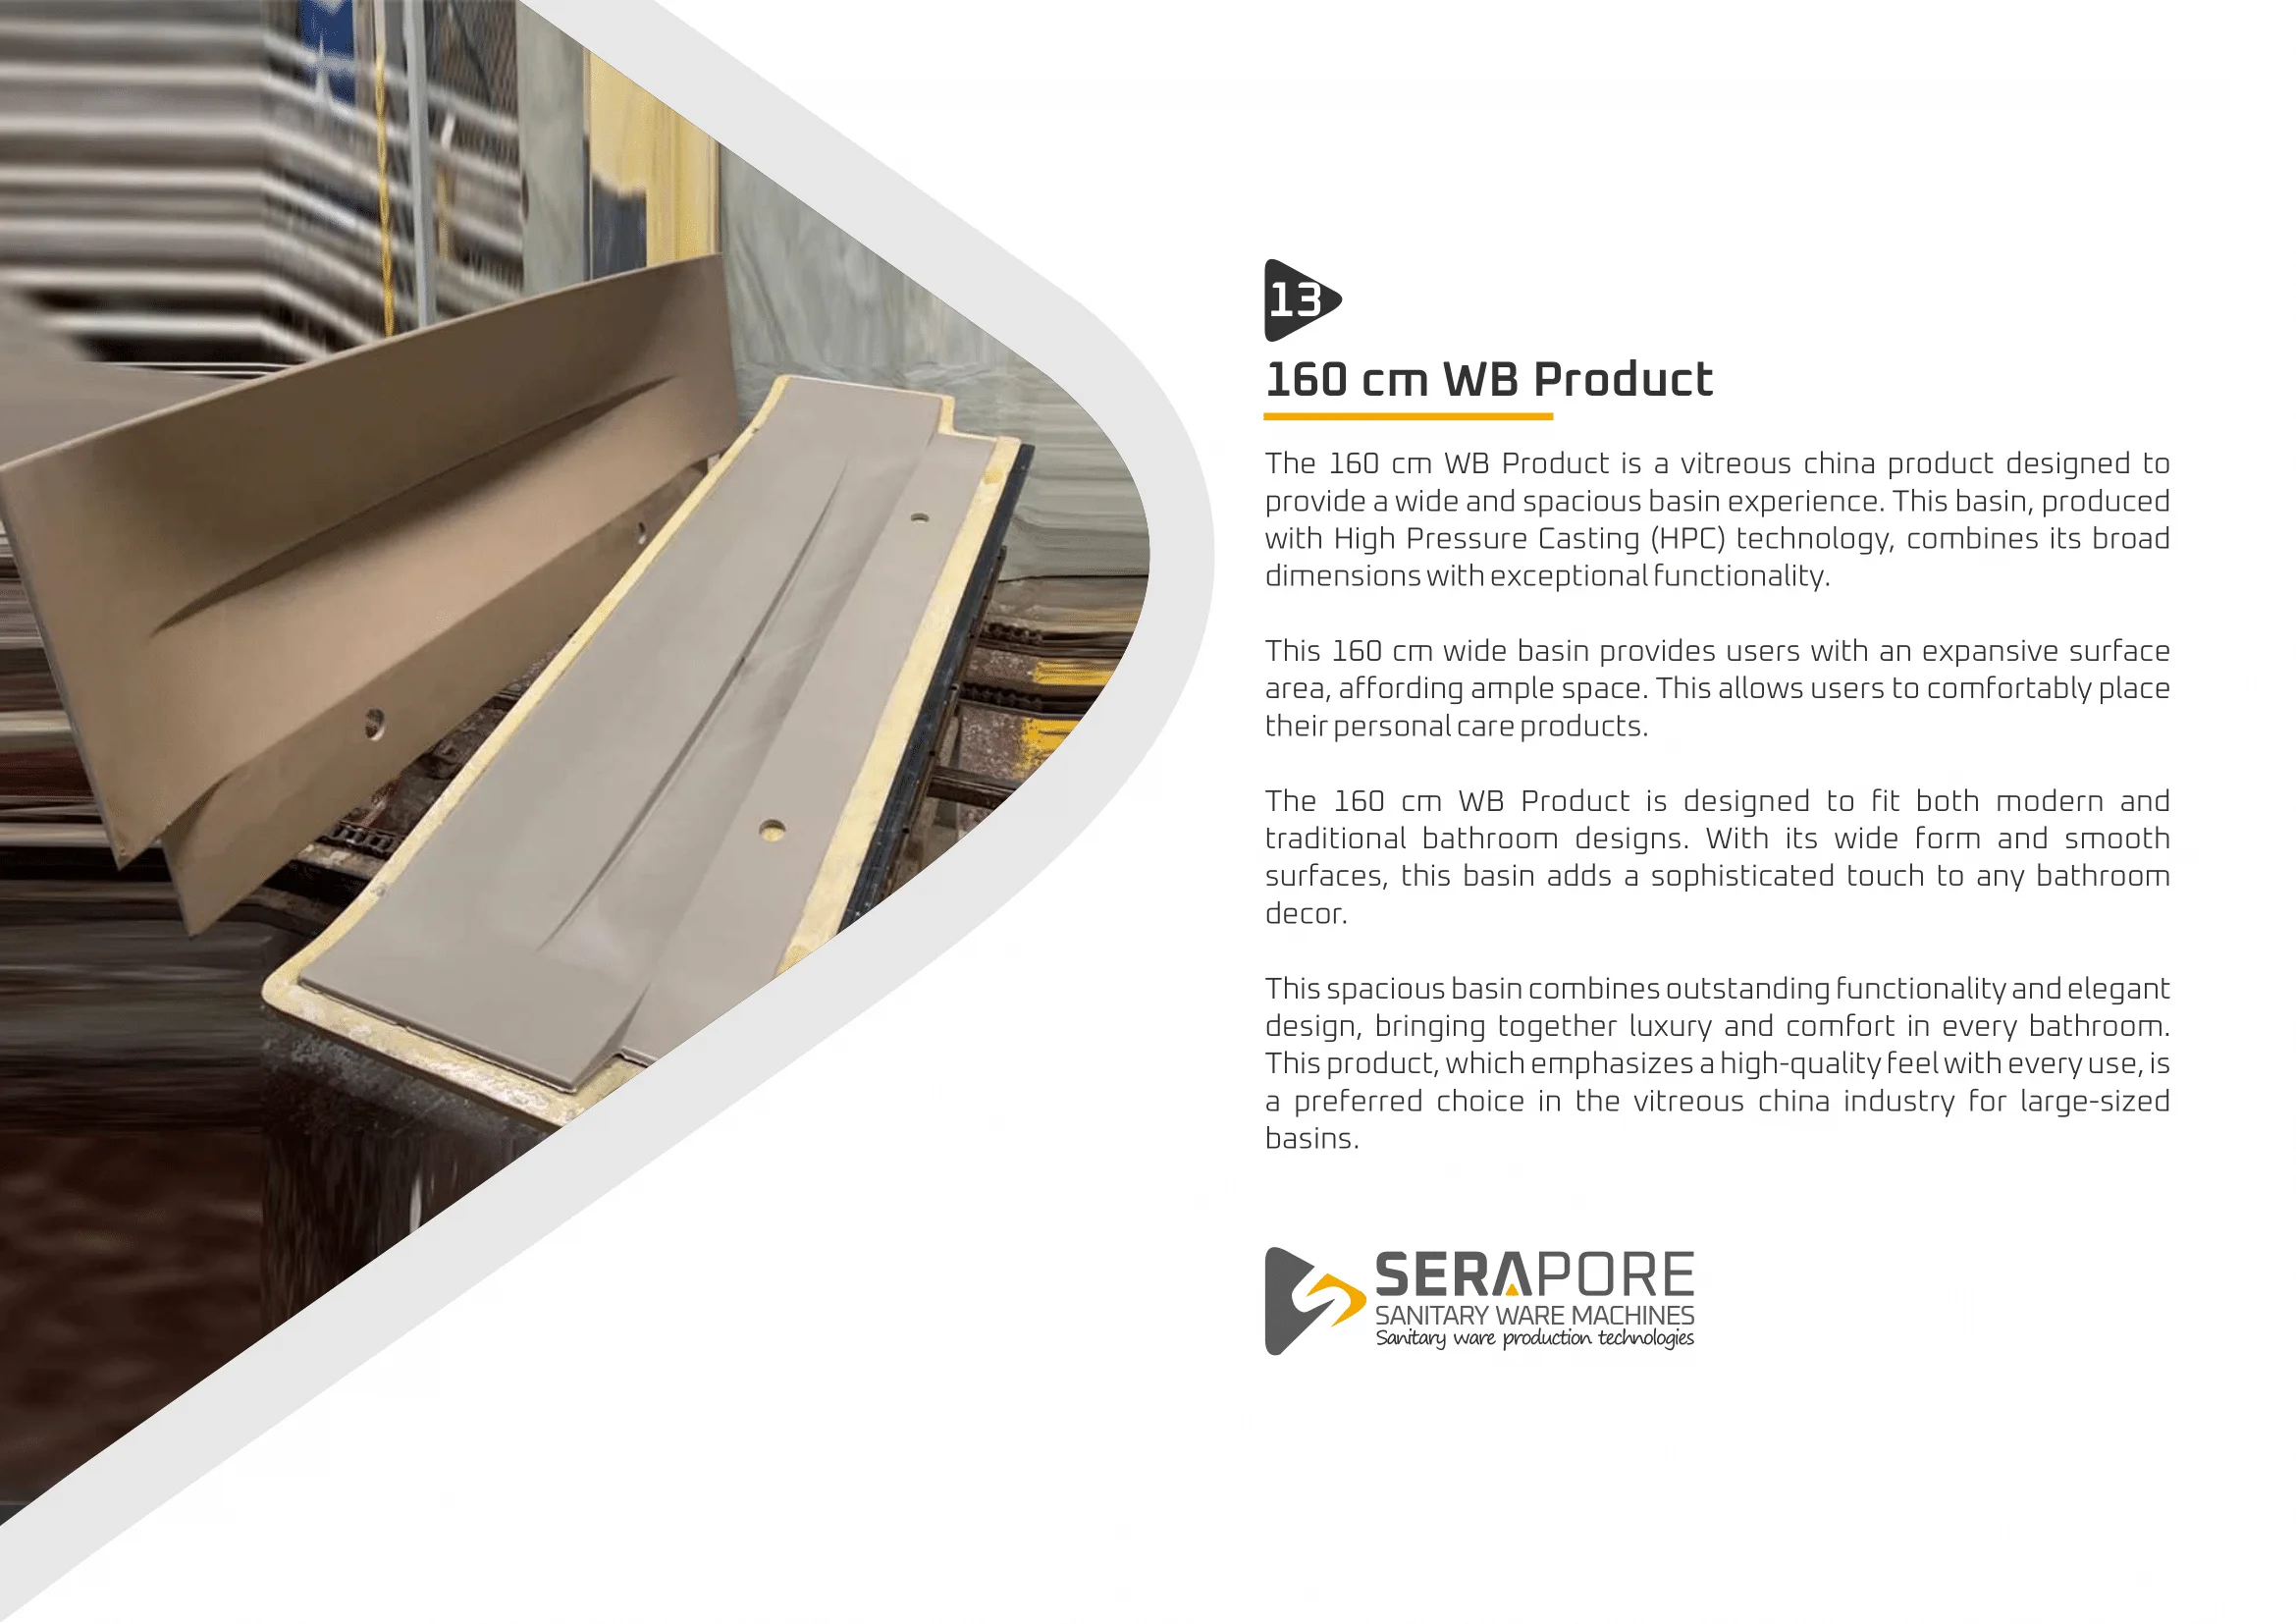 13
160 cm WB Product
The 160 cm WB Product is a vitreous china product designed to
provide a wide and spacious basin experience. This basin, produced
with High Pressure Casting (HPC) technology, combines its broad
dimensions with exceptional functionality.
This 160 cm wide basin provides users with an expansive surface
area, affording ample space. This allows users to comfortably place
their personal care products.
The 160 cm WB Product is designed to fit both modern and
traditional bathroom designs. With its wide form and smooth
surfaces, this basin adds a sophisticated touch to any bathroom
decor.
This spacious basin combines outstanding functionality and elegant
design, bringing together luxury and comfort in every bathroom.
This product, which emphasizes a high-quality feel with every use, is
a preferred choice in the vitreous china industry for large-sized
basins.
SERAPORE
SANITARY WARE MACHINES
Sanitary ware production technologies